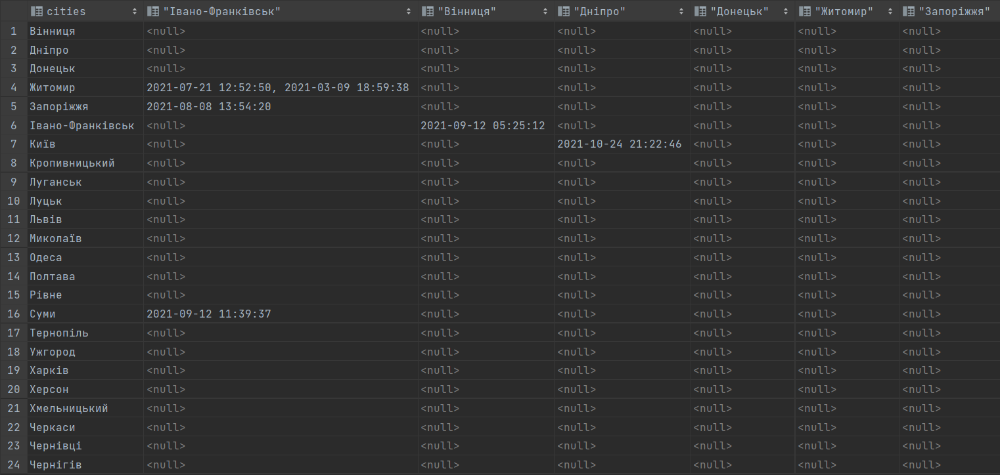 cities "Івано-Франківськ" "Вінниця" "Дніпро" "Донецьк" "Житомир" "Запоріжжя"
1 Вінниця <null> <null> <null> <null> <null> <null>
2 Дніпро <null> <null> <null> <null> <null> <null>
3 Донецьк <null> <null> <null> <null> <null> <null>
4 Житомир 2021-07-21 12:52:50, 2021-03-09 18:59:38 <null> <null> <null> <null> <null>
5 Запоріжжя 2021-08-08 13:54:20 <null> <null> <null> <null> <null>
6 Івано-Франківськ <null> 2021-09-12 05:25:12 <null> <null> <null> <null>
7 Київ <null> <null> 2021-10-24 21:22:46 <null> <null> <null>
8 Кропивницький <null> <null> <null> <null> <null> <null>
9 Луганськ <null> <null> <null> <null> <null> <null>
10 Луцьк <null> <null> <null> <null> <null> <null>
11 Львів <null> <null> <null> <null> <null> <null>
12 Миколаїв <null> <null> <null> <null> <null> <null>
13 Одеса <null> <null> <null> <null> <null> <null>
14 Полтава <null> <null> <null> <null> <null> <null>
15 Рівне <null> <null> <null> <null> <null> <null>
16 Суми 2021-09-12 11:39:37 <null> <null> <null> <null> <null>
17 Тернопіль <null> <null> <null> <null> <null> <null>
18 Ужгород <null> <null> <null> <null> <null> <null>
19 Харків <null> <null> <null> <null> <null> <null>
20 Херсон <null> <null> <null> <null> <null> <null>
21 Хмельницький <null> <null> <null> <null> <null> <null>
22 Черкаси <null> <null> <null> <null> <null> <null>
23 Чернівці <null> <null> <null> <null> <null> <null>
24 Чернігів <null> <null> <null> <null> <null> <null>